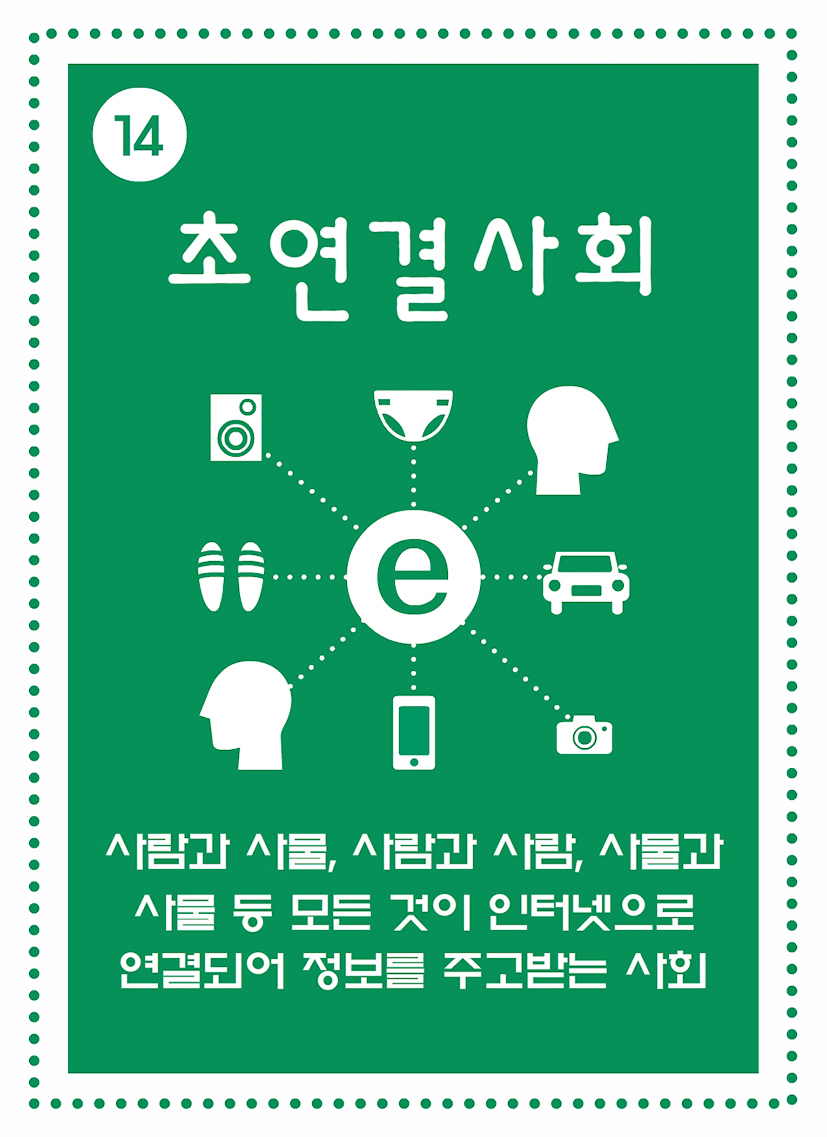 14
초연결사회
e
사람과 사물, 사람과 사람, 사물과
사물 등 모든 것이 인터넷으로
연결되어 정보를 주고받는 사회